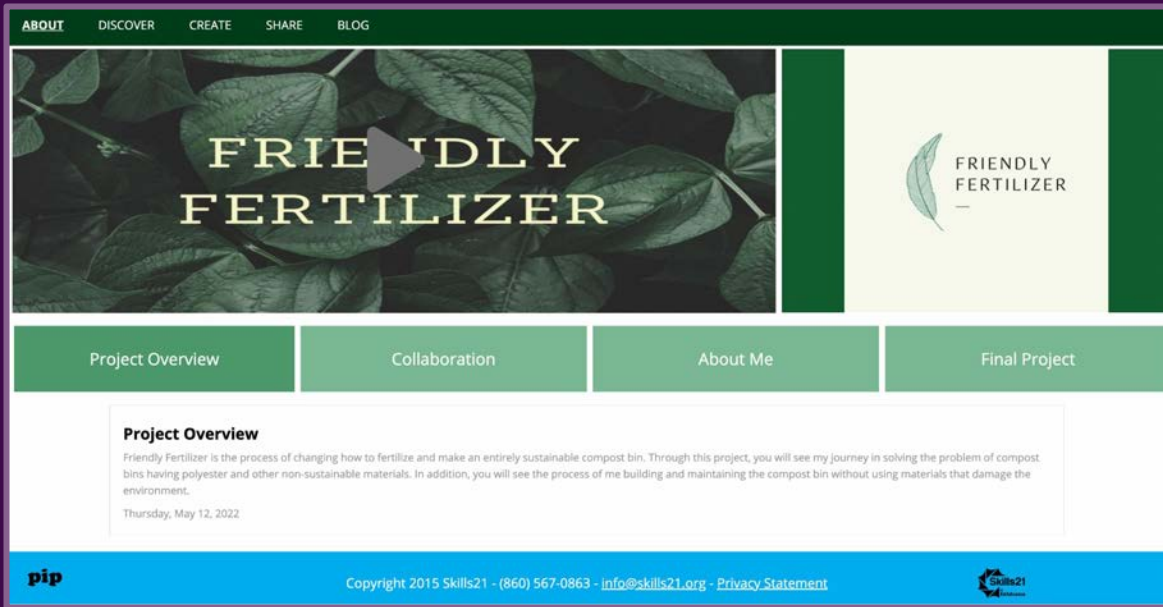 ABOUT DISCOVER CREATE SHARE BLOG
FRIENDLY
FERTILIZER
FRIENDLY
FERTILIZER
Project Overview Collaboration About Me Final Project
Project Overview
Friendly Fertilizer is the process of changing how to fertilize and make an entirely sustainable compost bin. Through this project, you will see my journey in solving the problem of compost
bins having polyester and other non-sustainable materials. In addition, you will see the process of me building and maintaining the compost bin without using materials that damage the
environment.
Thursday, May 12, 2022
pip Copyright 2015 Skills21 - (860) 567-0863 - info@skills21.org - Privacy Statement Skills21